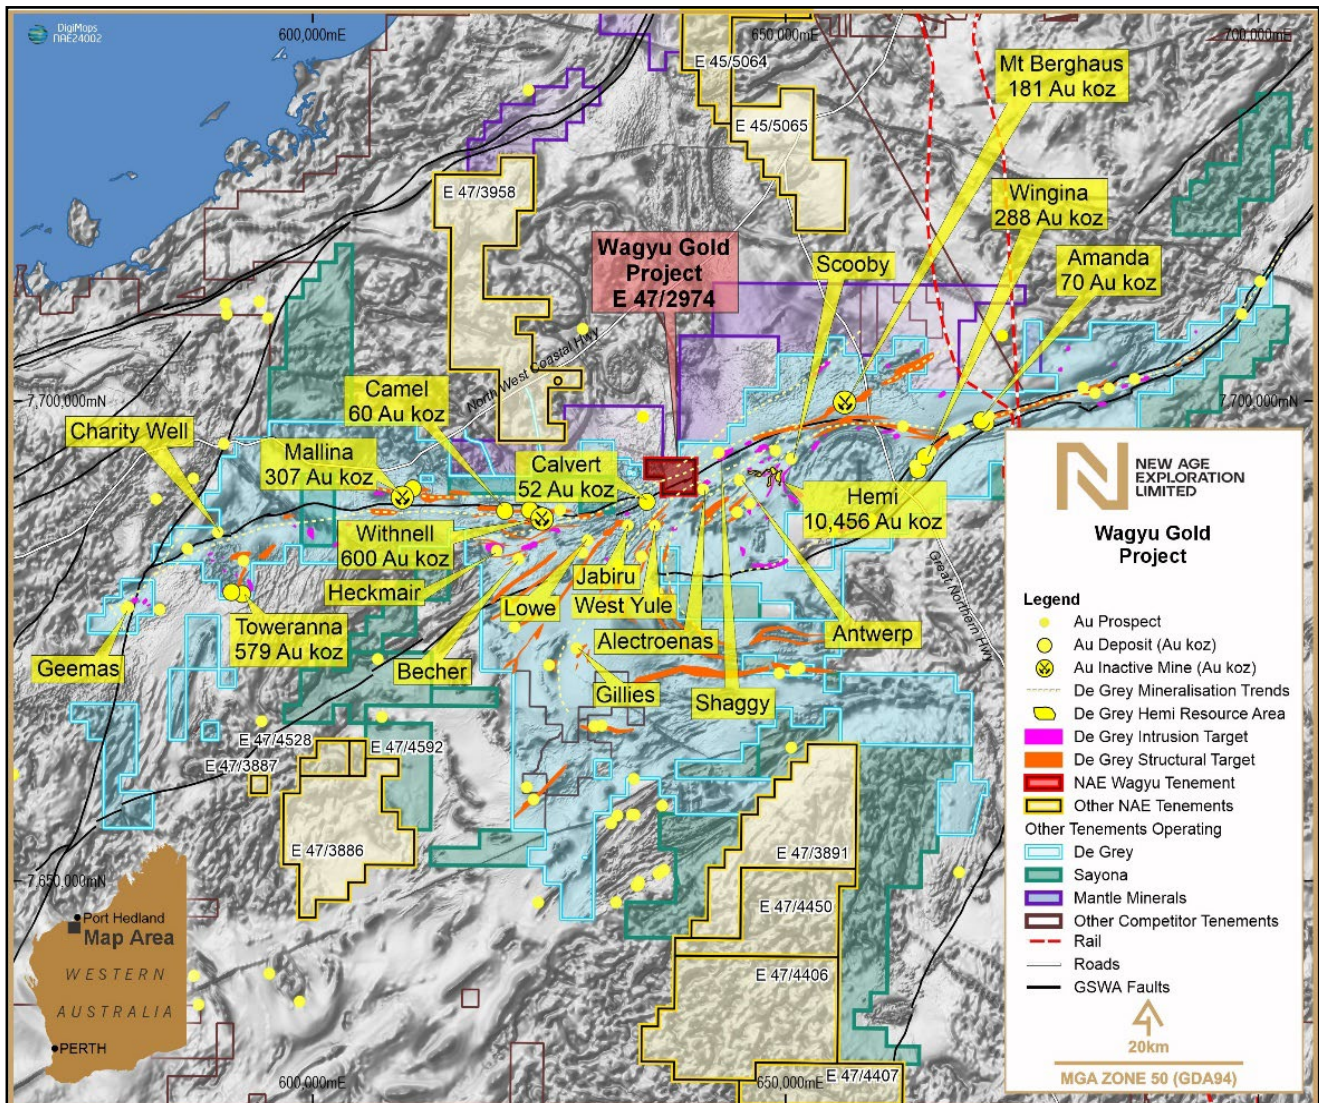 DigiMaps
NAE24002
600,000mE
650,000mE
700,000mE
E 45/5064
Mt Berghaus
181 Au koz
E 45/5065
E 47/3958
Wingina
288 Au koz
Wagyu Gold
Project
E 47/2974
Scooby
Amanda
70 Au koz
North West Coastal Hwy
Camel
60 Au koz
7,700,000mN
7,700,000mN
Charity Well
Mallina
307 Au koz
Calvert
52 Au koz
Hemi
10,456 Au koz
Withnell
600 Au koz
Heckmair
Jabiru
Lowe
West Yule
Great Northern Hwy
Toweranna
579 Au koz
Alectroenas
Antwerp
Geemas
Becher
Gillies
Shaggy
E 47/4528
E 47/4592
E 47/3887
E 47/3886
E 47/3891
7,650,000mN
E 47/4450
E 47/4406
E 47/4407
600,000mE
650,000mE
Port Hedland
Map Area
WESTERN
AUSTRALIA
PERTH
NEW AGE
EXPLORATION
LIMITED
Wagyu Gold
Project
Legend
Au Prospect
Au Deposit (Au koz)
Au Inactive Mine (Au koz)
De Grey Mineralisation Trends
De Grey Hemi Resource Area
De Grey Intrusion Target
De Grey Structural Target
NAE Wagyu Tenement
Other NAE Tenements
Other Tenements Operating
De Grey
Sayona
Mantle Minerals
Other Competitor Tenements
Rail
Roads
GSWA Faults
20km
MGA ZONE 50 (GDA94)